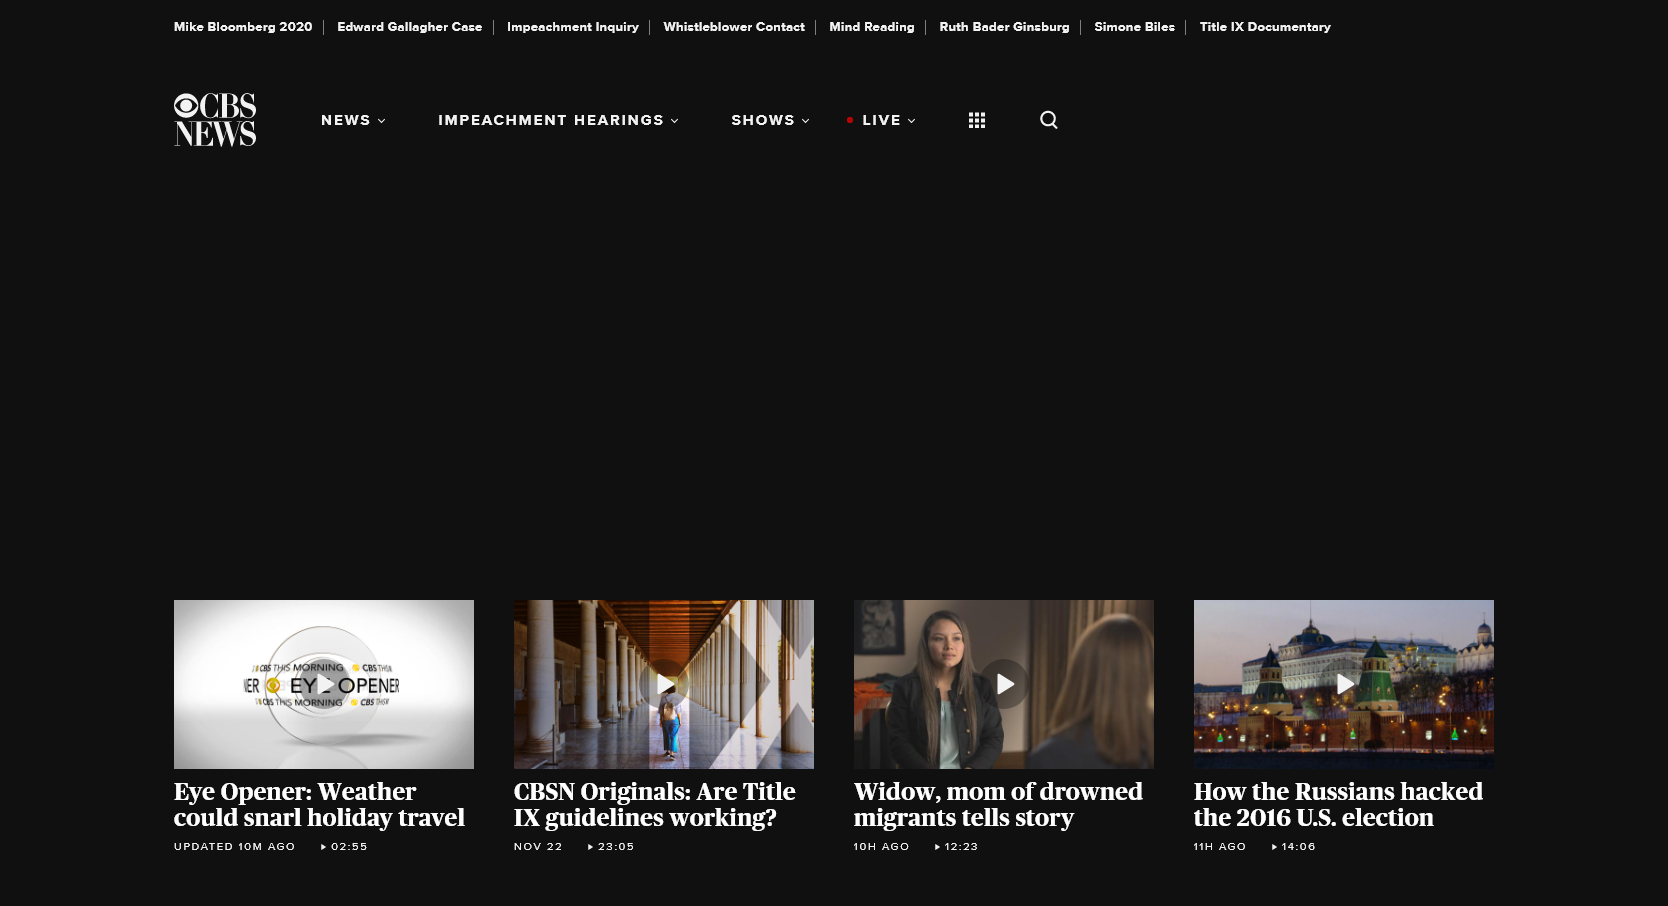 Mike Bloomberg 2020 Edward Gallagher Case Impeachment Inquiry Whistleblower Contact Mind Reading Ruth Bader Ginsburg Simone Biles Title IX Documentary
CBS
NEWS
NEWS IMPEACHMENT HEARINGS SHOWS LIVE
CBS THIS MORNING CBS
EYE OPENER
THIS MORNING CBS
Eye Opener: Weather
could snarl holiday travel
UPDATED 10M AGO 02:55
CBSN Originals: Are Title
IX guidelines working?
NOV 22 23:05
Widow, mom of drowned
migrants tells story
10H AGO 12:23
How the Russians hacked
the 2016 U.S. election
11H AGO 14:06